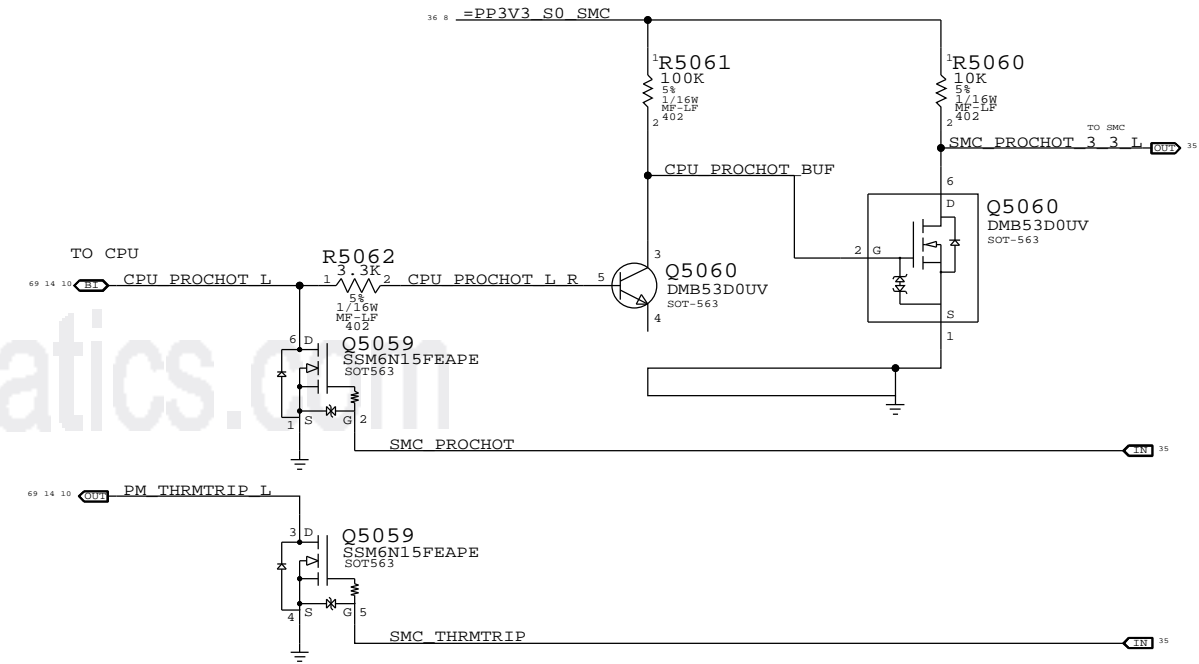 36 8 =PP3V3_S0_SMC
1 R5061
100K
5%
1/16W
MF-LF
402
2
1 R5060
10K
5%
1/16W
MF-LF
402
2
TO SMC
SMC_PROCHOT_3_3_L OUT 35
CPU_PROCHOT_BUF
6
D
Q5060
DMB53D0UV
SOT-563
2 G
S
1
TO CPU
69 14 10 BI CPU_PROCHOT_L
R5062
3.3K
1 2
5%
1/16W
MF-LF
402
CPU_PROCHOT_L_R 5
3
Q5060
DMB53D0UV
SOT-563
4
6 D
Q5059
SSM6N15FEAPE
SOT563
1 S G 2
SMC_PROCHOT IN 35
atics.com
69 14 10 OUT PM_THRMTRIP_L
3 D
Q5059
SSM6N15FEAPE
SOT563
4 S G 5
SMC_THRMTRIP IN 35